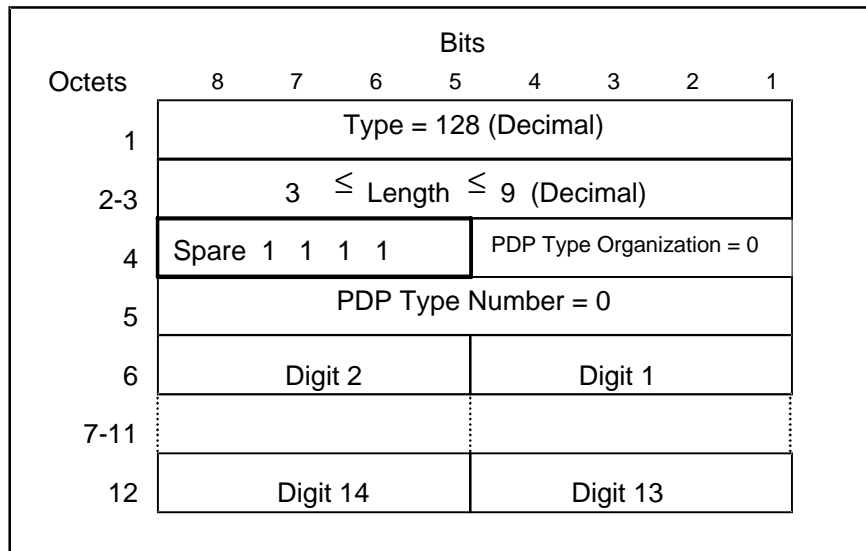 Bits
Octets 8 7 6 5 4 3 2 1
1 Type = 128 (Decimal)
2-3 3 ≤ Length ≤ 9 (Decimal)
4 Spare 1 1 1 1 PDP Type Organization = 0
5 PDP Type Number = 0
6 Digit 2 Digit 1
7-11
12 Digit 14 Digit 13